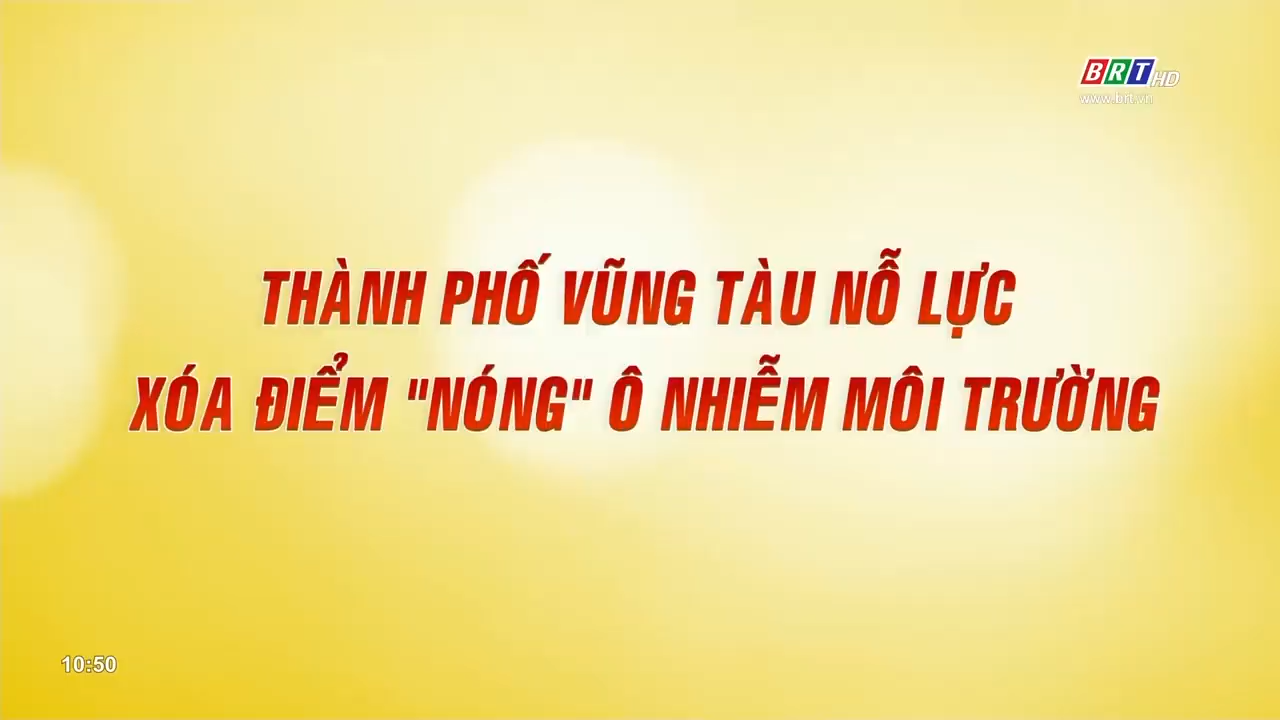 BRT HD
www.brt.vn
THÀNH PHỐ VŨNG TÀU NỖ LỰC
XÓA ĐIỂM "NÓNG" Ô NHIỄM MÔI TRƯỜNG
10:50